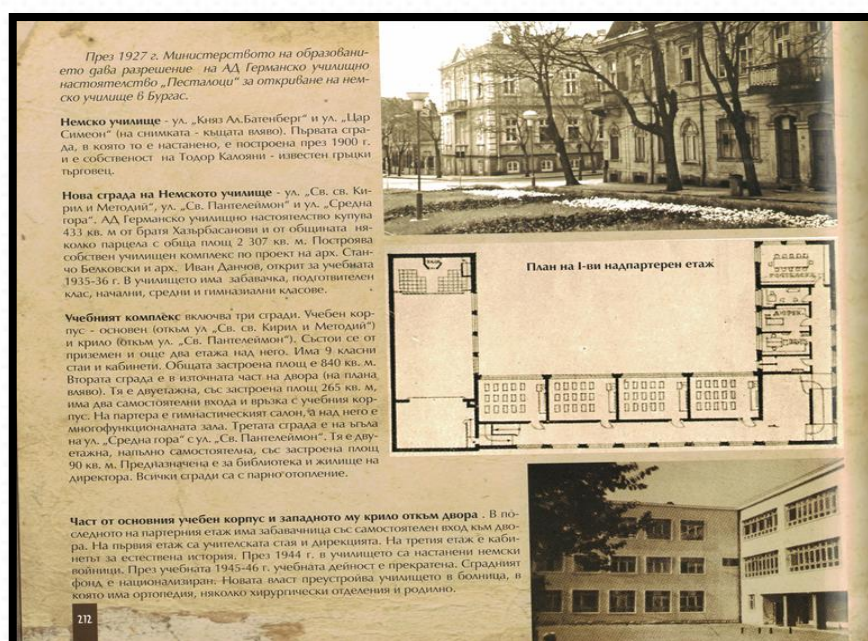 През 1927 г. Министерството на образовани-
ето дава разрешение на АД Германско училищно
настоятелство „Песталоци“ за откриване на нем-
ско училище в Бургас.
Немско училище - ул. „Княз Ал.Батенберг“ и ул. „Цар
Симеон“ (на снимката - къщата вляво). Първата сгра-
да, в която то е настанено, е построена през 1900 г.
и е собственост на Тодор Калояни - известен гръцки
търговец.
Нова сграда на Немското училище - ул. „Св. св. Ки-
рил и Методий“, ул. „Св. Пантелеймон“ и ул. „Средна
гора“. АД Германско училищно настоятелство купува
433 кв. м от братя Хазърбасанови и от общината ня-
колко парцела с обща площ 2 307 кв. м. Построява
собствен училищен комплекс по проект на арх. Стан-
чо Белковски и арх. Иван Данчов, открит за учебната
1935-36 г. В училището има забавачка, подготвителен
клас, начални, средни и гимназиални класове.
Учебният комплекс включва три сгради. Учебен кор-
пус - основен (откъм ул „Св. св. Кирил и Методий“)
и крило (откъм ул. „Св. Пантелеймон“). Състои се от
приземен и още два етажа над него. Има 9 класни
стаи и кабинети. Общата застроена площ е 840 кв. м.
Втората сграда е в източната част на двора (на плана
вляво). Тя е двуетажна, със застроена площ 265 кв. м,
има два самостоятелни входа и връзка с учебния кор-
пус. На партера е гимнастическият салон, а над него е
многофункционалната зала. Третата сграда е на ъгъла
на ул. „Средна гора“ с ул. „Св. Пантелеймон“. Тя е дву-
етажна, напълно самостоятелна, със застроена площ
90 кв. м. Предназначена е за библиотека и жилище на
директора. Всички сгради са с парно отопление.
Част от основния учебен корпус и западното му крило откъм двора . В по-
следното на партерния етаж има забавачница със самостоятелен вход към дво-
ра. На първия етаж са учителската стая и дирекцията. На третия етаж е каби-
нетът за естествена история. През 1944 г. в училището са настанени немски
войници. През учебната 1945-46 г. учебната дейност е прекратена. Сградният
фонд е национализиран. Новата власт преустройва училището в болница, в
която има ортопедия, няколко хирургически отделения и родилно.
212
План на I-ви надпартерен етаж